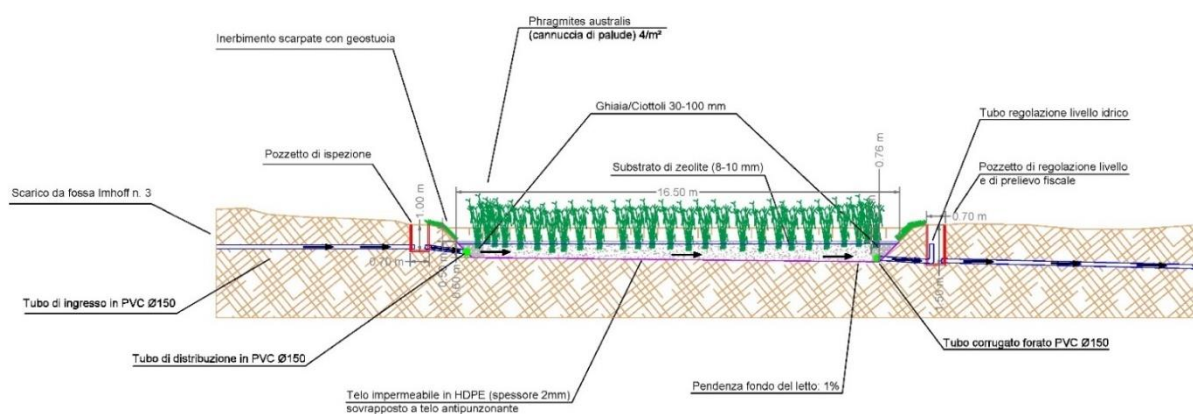 Phragmites australis
(cannuccia di palude) 4/m²
Inerbimento scarpate con geostuoia
Ghiaia/Ciottoli 30-100 mm
Tubo regolazione livello idrico
Pozzetto di ispezione
Substrato di zeolite (8-10 mm)
Pozzetto di regolazione livello
e di prelievo fiscale
Scarico da fossa Imhoff n. 3
16.50 m
0.76 m
1.00 m
0.70 m
0.70 m
0.60 m
1.50 m
Tubo di ingresso in PVC Ø150
Tubo di distribuzione in PVC Ø150
Tubo corrugato forato PVC Ø150
Telo impermeabile in HDPE (spessore 2mm)
sovrapposto a telo antipunzonante
Pendenza fondo del letto: 1%